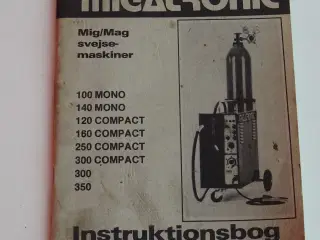 MIGATRONIC
Mig/Mag
svejse-
maskiner
100 MONO
140 MONO
120 COMPACT
160 COMPACT
250 COMPACT
300 COMPACT
300
350
Instruktionsbog